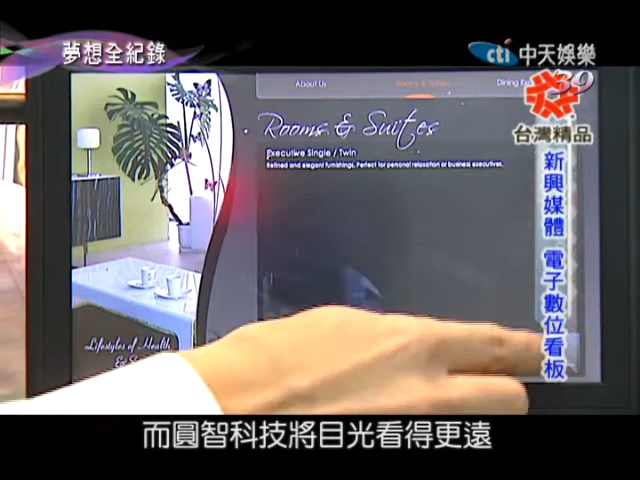 夢想全紀錄
cti 中天娛樂
39
台灣精品
新興媒體 電子數位看板
About Us
Rooms & Suites
Dining
Rooms & Suites
Executive Single / Twin
Refined and elegant furnishings. Perfect for personal relaxation or business executives.
Lifestyles of Health
&
而圓智科技將目光看得更遠